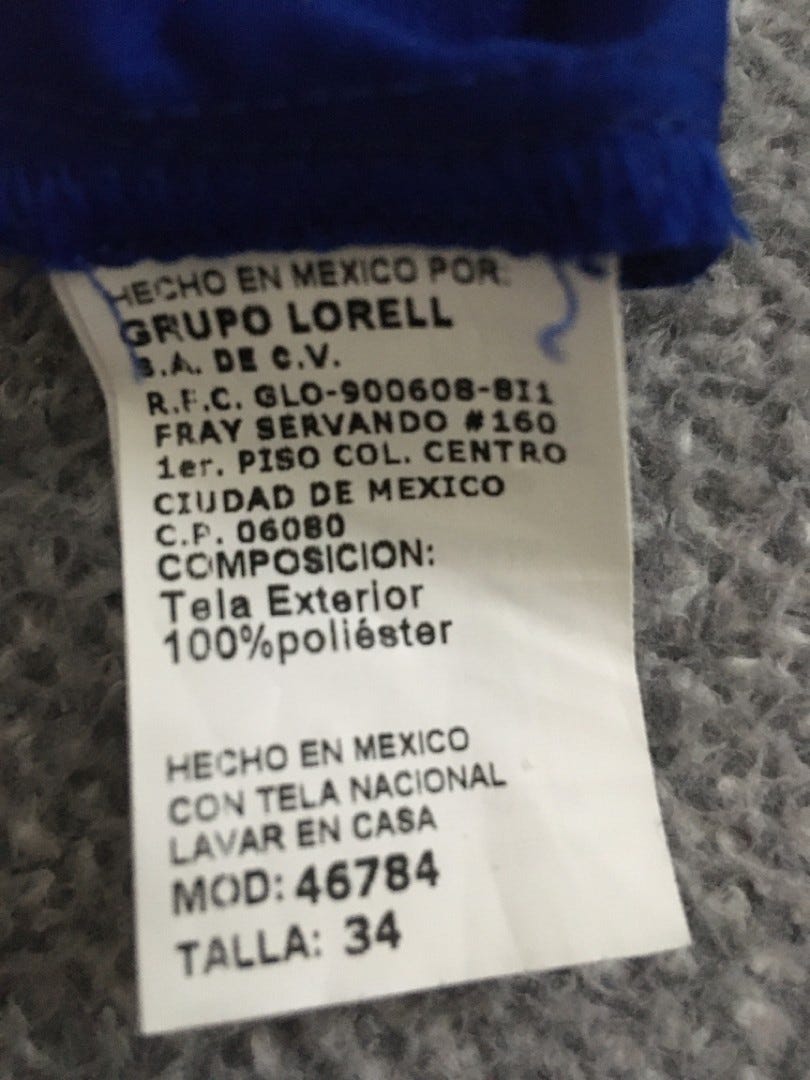 HECHO EN MEXICO POR:
GRUPO LORELL
S.A. DE C.V.
R.F.C. GLO-900608-8I1
FRAY SERVANDO #160
1er. PISO COL. CENTRO
CIUDAD DE MEXICO
C.P. 06080
COMPOSICION:
Tela Exterior
100%poliéster
HECHO EN MEXICO
CON TELA NACIONAL
LAVAR EN CASA
MOD: 46784
TALLA: 34